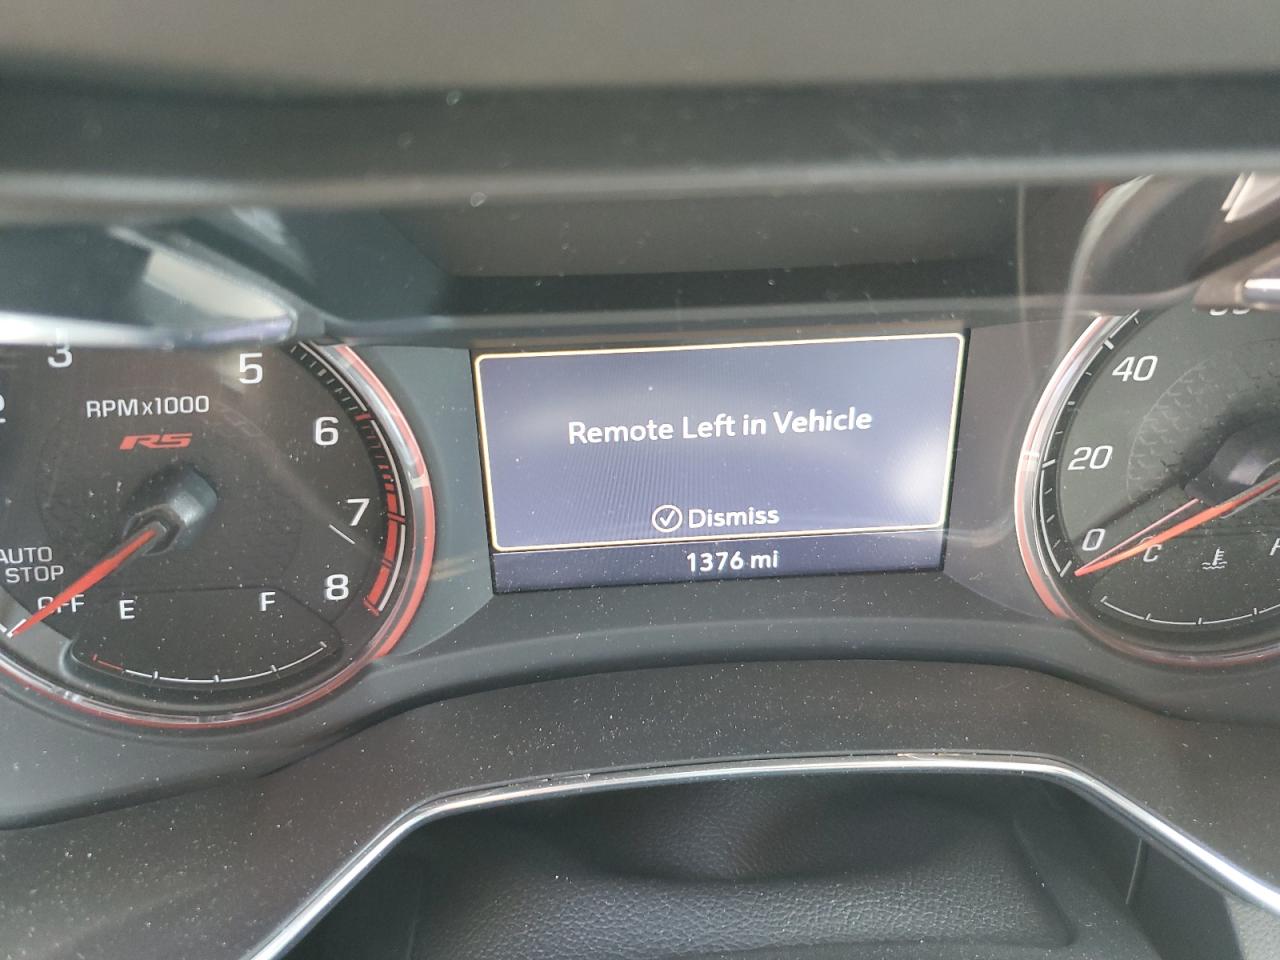 3
5
RPMx1000
RS
6
7
8
AUTO
STOP
OFF
E
F
Remote Left in Vehicle
Dismiss
1376 mi
40
20
0
C